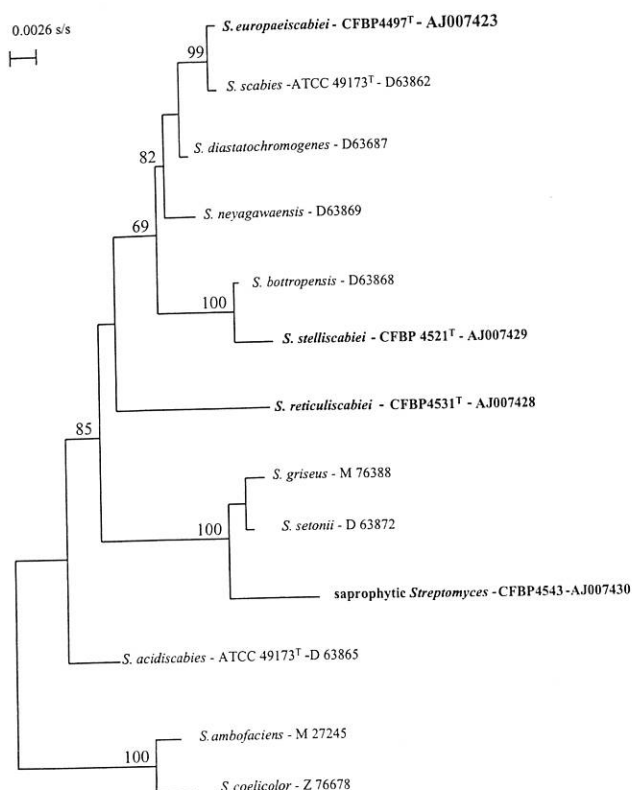 0.0026 s/s
S. europaeiscabiei - CFBP4497ᵀ - AJ007423
99
S. scabies -ATCC 49173ᵀ - D63862
S. diastatochromogenes - D63687
82
S. neyagawaensis - D63869
69
S. bottropensis - D63868
100
S. stelliscabiei - CFBP 4521ᵀ - AJ007429
S. reticuliscabiei - CFBP4531ᵀ - AJ007428
85
S. griseus - M 76388
100
S. setonii - D 63872
saprophytic Streptomyces -CFBP4543 -AJ007430
S. acidiscabies - ATCC 49173ᵀ -D 63865
S. ambofaciens - M 27245
100
S. coelicolor - Z 76678